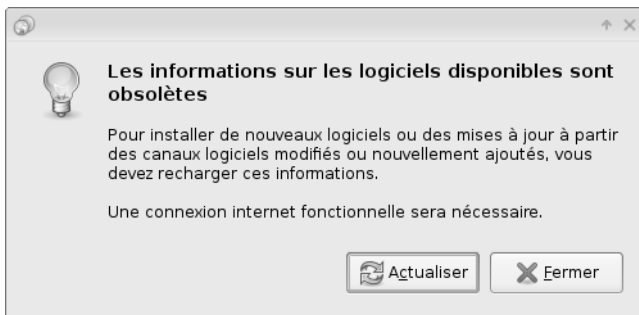 Les informations sur les logiciels disponibles sont
obsolètes
Pour installer de nouveaux logiciels ou des mises à jour à partir
des canaux logiciels modifiés ou nouvellement ajoutés, vous
devez recharger ces informations.
Une connexion internet fonctionnelle sera nécessaire.
Actualiser
Fermer